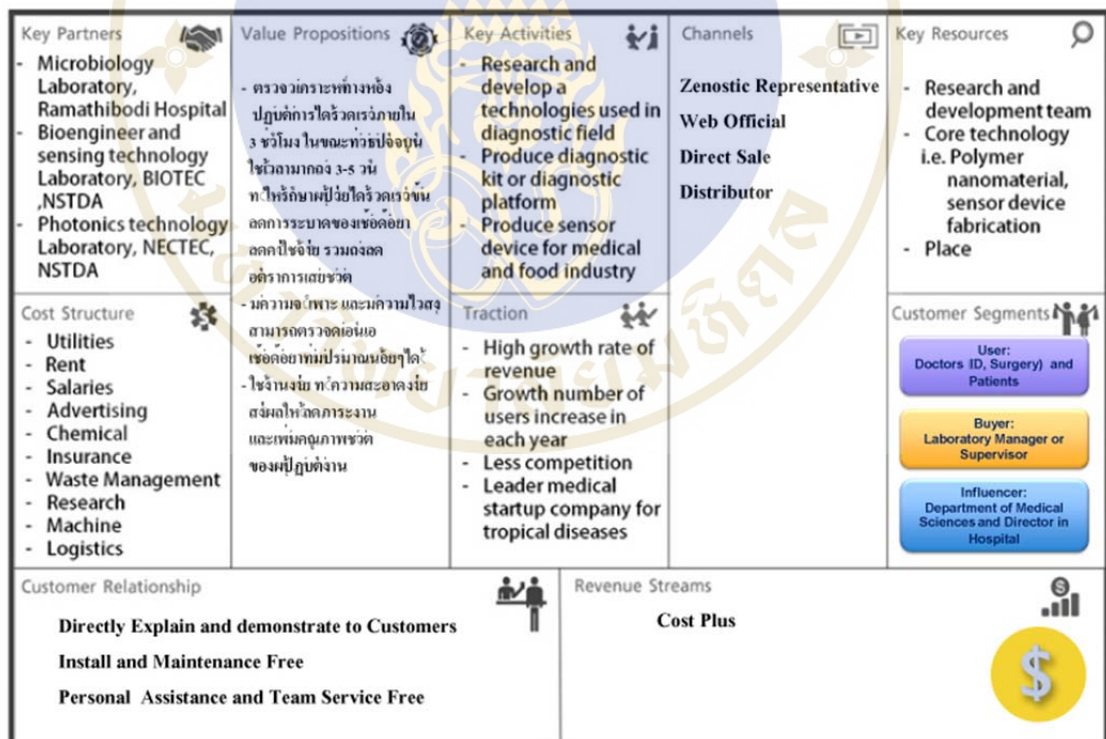 Key Partners
- Microbiology
Laboratory,
Ramathibodi Hospital
- Bioengineer and
sensing technology
Laboratory, BIOTEC
,NSTDA
- Photonics technology
Laboratory, NECTEC,
NSTDA
Value Propositions
- ตรวจวิเคราะห์ทางห้อง
ปฏิบัติการได้รวดเร็วภายใน
3 ชั่วโมง ในขณะที่วิธีปัจจุบัน
ใช้เวลามากถึง 3-5 วัน
ทำให้รักษาผู้ป่วยได้รวดเร็วขึ้น
ลดการระบาดของเชื้อดื้อยา
ลดค่าใช้จ่าย รวมถึงลด
อัตราการเสียชีวิต
- มีความจำเพาะ และมีความไวสูง
สามารถตรวจดีเอ็นเอ
เชื้อดื้อยาที่มีปริมาณน้อยๆได้
- ใช้งานง่าย ทำความสะอาดง่าย
ส่งผลให้ลดภาระงาน
และเพิ่มคุณภาพชีวิต
ของผู้ปฏิบัติงาน
Key Activities
- Research and
develop a
technologies used in
diagnostic field
- Produce diagnostic
kit or diagnostic
platform
- Produce sensor
device for medical
and food industry
Channels
Zenostic Representative
Web Official
Direct Sale
Distributor
Key Resources
- Research and
development team
- Core technology
i.e. Polymer
nanomaterial,
sensor device
fabrication
- Place
Cost Structure
- Utilities
- Rent
- Salaries
- Advertising
- Chemical
- Insurance
- Waste Management
- Research
- Machine
- Logistics
Traction
- High growth rate of
revenue
- Growth number of
users increase in
each year
- Less competition
- Leader medical
startup company for
tropical diseases
Customer Segments
User:
Doctors (ID, Surgery) and
Patients
Buyer:
Laboratory Manager or
Supervisor
Influencer:
Department of Medical
Sciences and Director in
Hospital
Customer Relationship
Directly Explain and demonstrate to Customers
Install and Maintenance Free
Personal Assistance and Team Service Free
Revenue Streams
Cost Plus
$